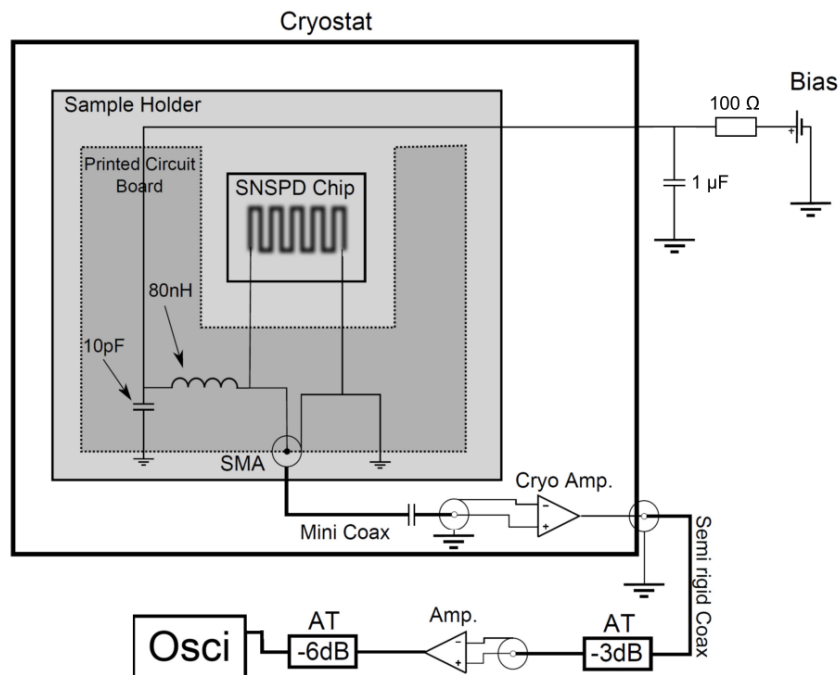 Cryostat
Sample Holder
Bias
100 Ω
+
Printed Circuit
Board
SNSPD Chip
1 µF
80nH
10pF
SMA
Cryo Amp.
−
+
Mini Coax
Semi rigid Coax
Osci
AT
-6dB
Amp.
−
+
AT
-3dB